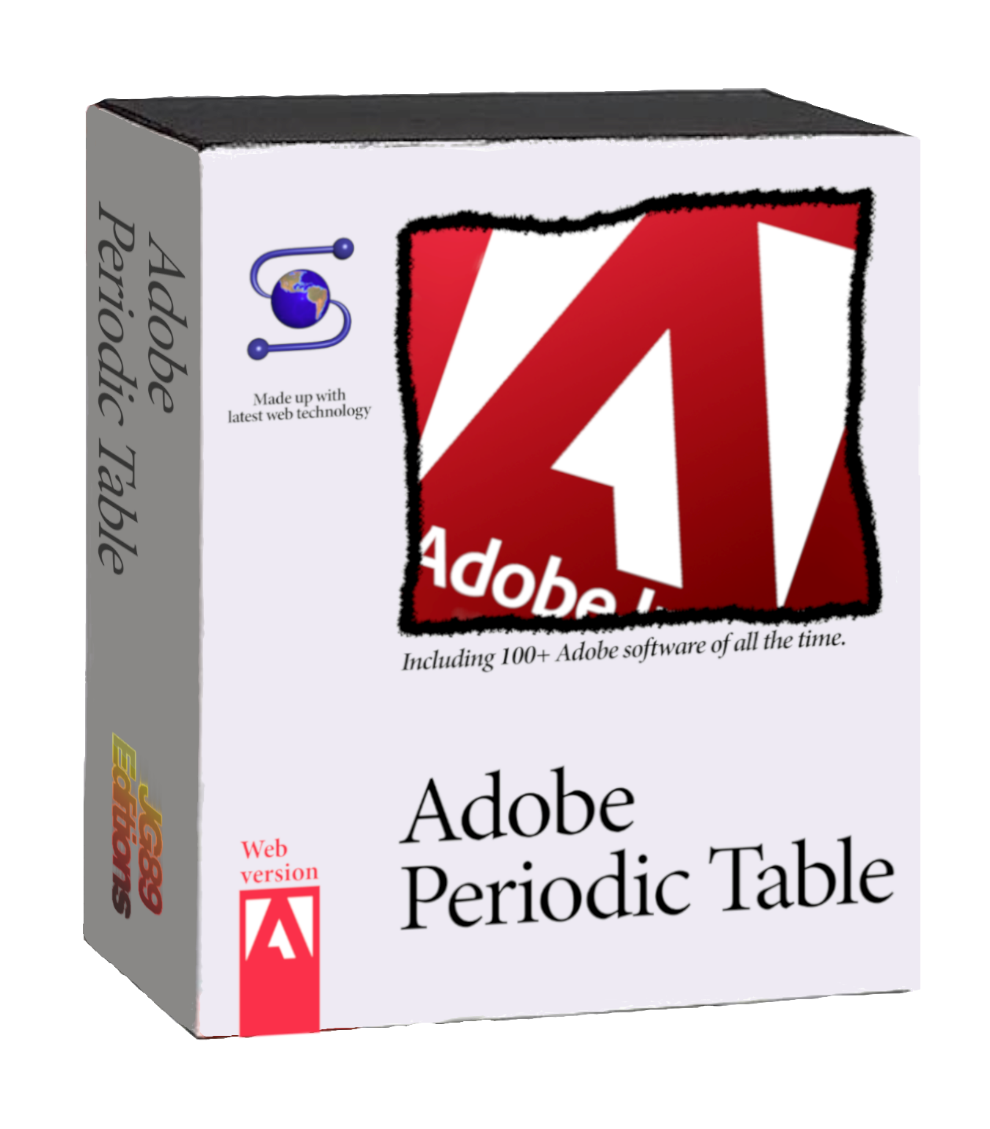 Adobe
Periodic Table
JG89
Editions
Made up with
latest web technology
Adobe
Including 100+ Adobe software of all the time.
Adobe
Periodic Table
Web
version